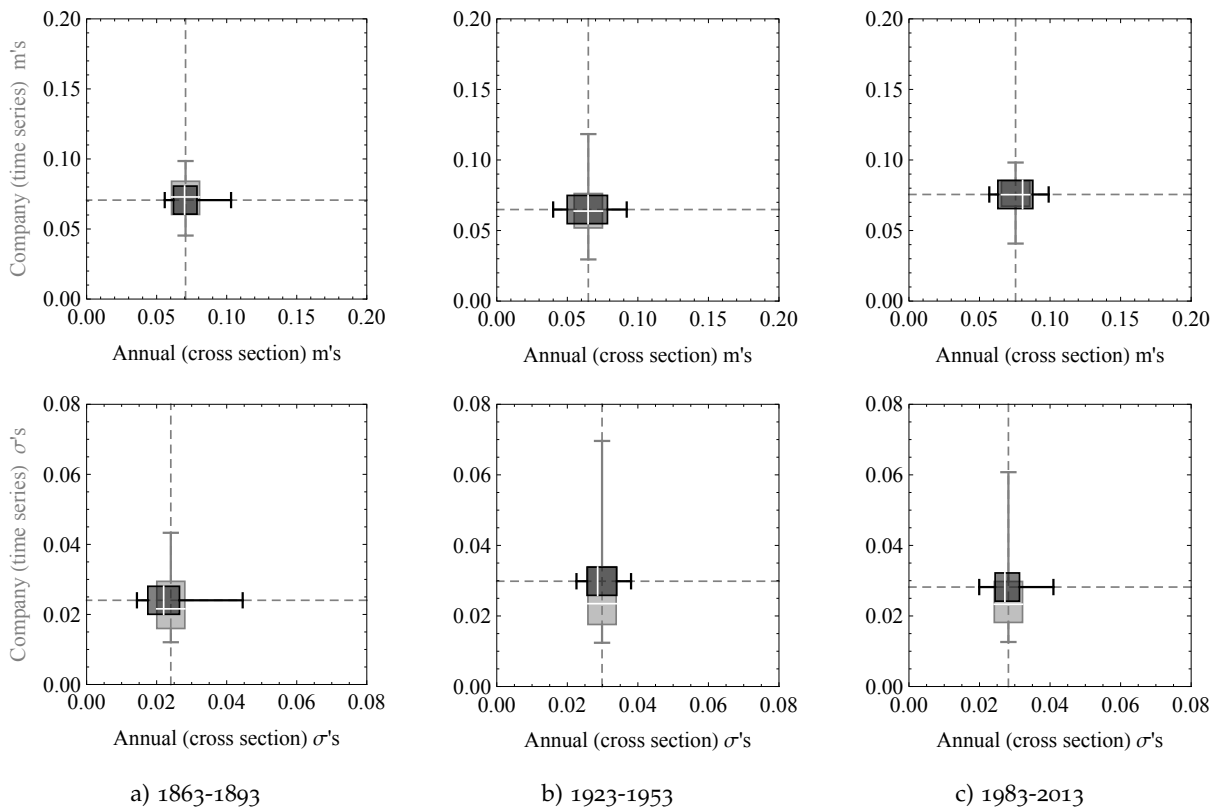 0.20 0.20 0.20
0.15 0.15 0.15
0.10 0.10 0.10
0.05 0.05 0.05
0.00 0.00 0.00
Company (time series) m's
0.00 0.05 0.10 0.15 0.20 0.00 0.05 0.10 0.15 0.20 0.00 0.05 0.10 0.15 0.20
Annual (cross section) m's Annual (cross section) m's Annual (cross section) m's
0.08 0.08 0.08
0.06 0.06 0.06
0.04 0.04 0.04
0.02 0.02 0.02
0.00 0.00 0.00
Company (time series) σ's
0.00 0.02 0.04 0.06 0.08 0.00 0.02 0.04 0.06 0.08 0.00 0.02 0.04 0.06 0.08
Annual (cross section) σ's Annual (cross section) σ's Annual (cross section) σ's
a) 1863-1893 b) 1923-1953 c) 1983-2013